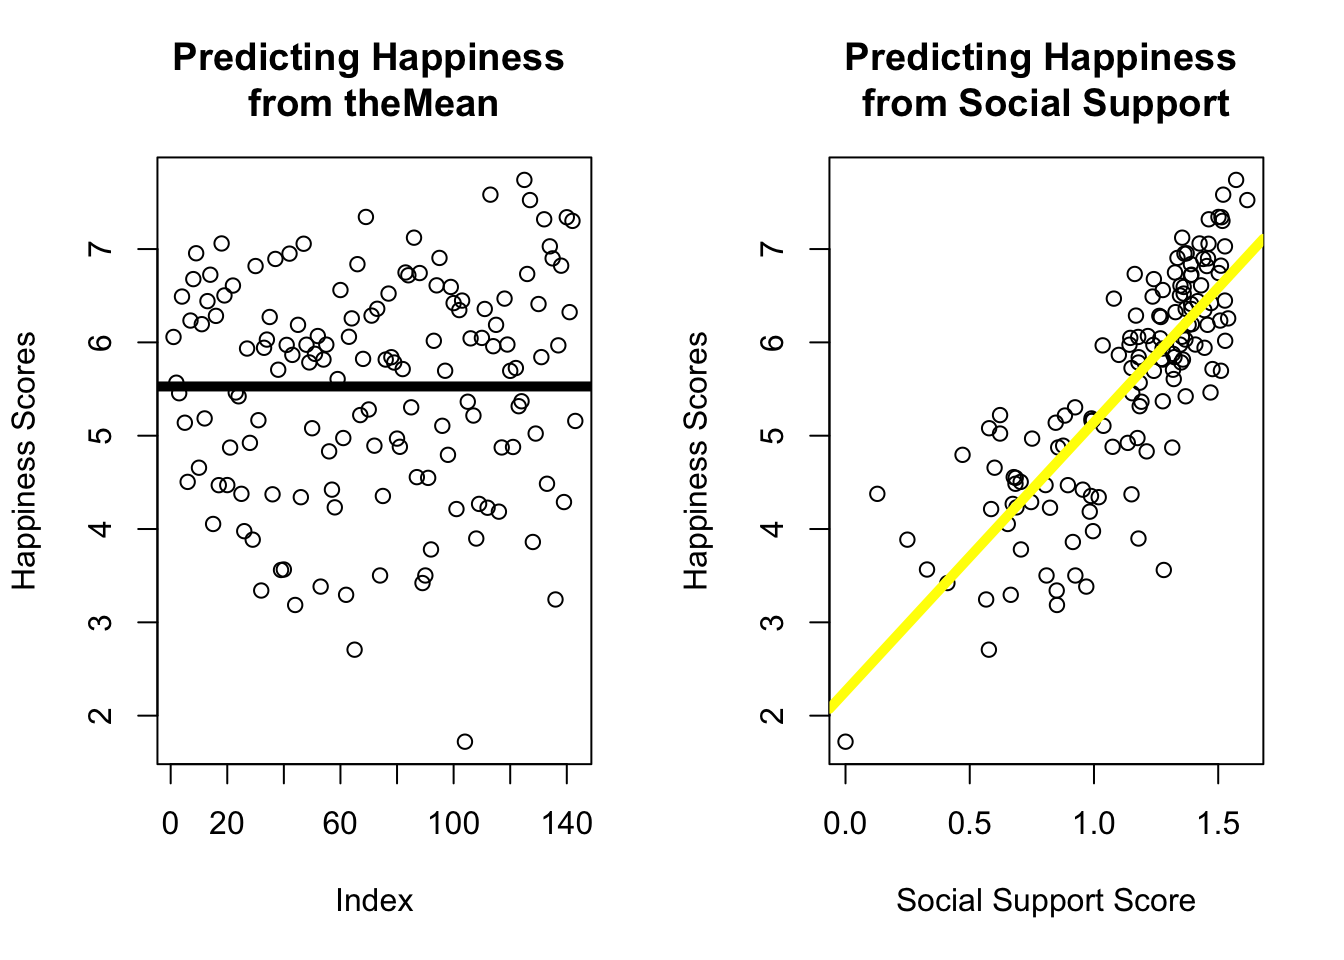 Predicting Happiness
from theMean
Happiness Scores
7
6
5
4
3
2
0 20 60 100 140
Index
Predicting Happiness
from Social Support
Happiness Scores
7
6
5
4
3
2
0.0 0.5 1.0 1.5
Social Support Score